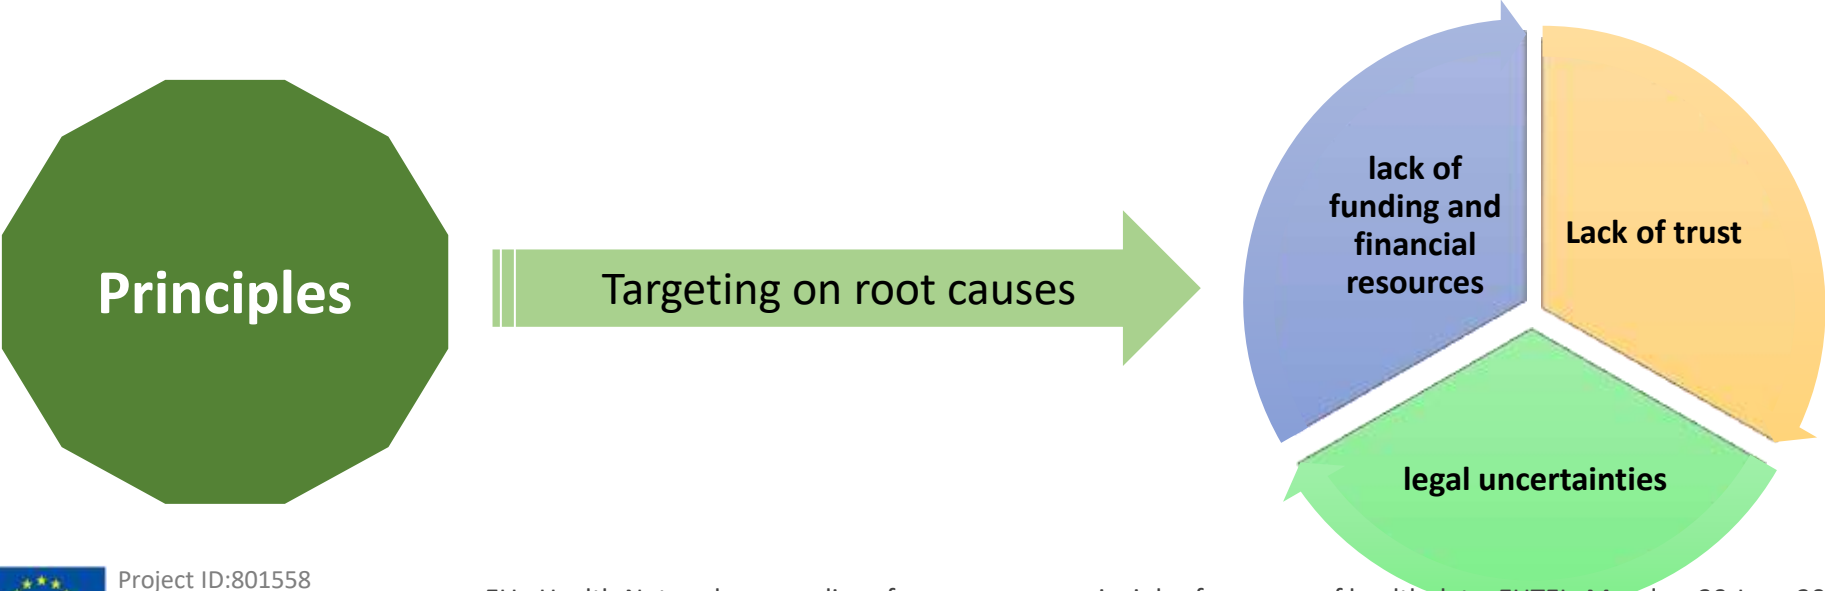 Principles
Targeting on root causes
lack of
funding and
financial
resources
Lack of trust
legal uncertainties
Project ID:801558